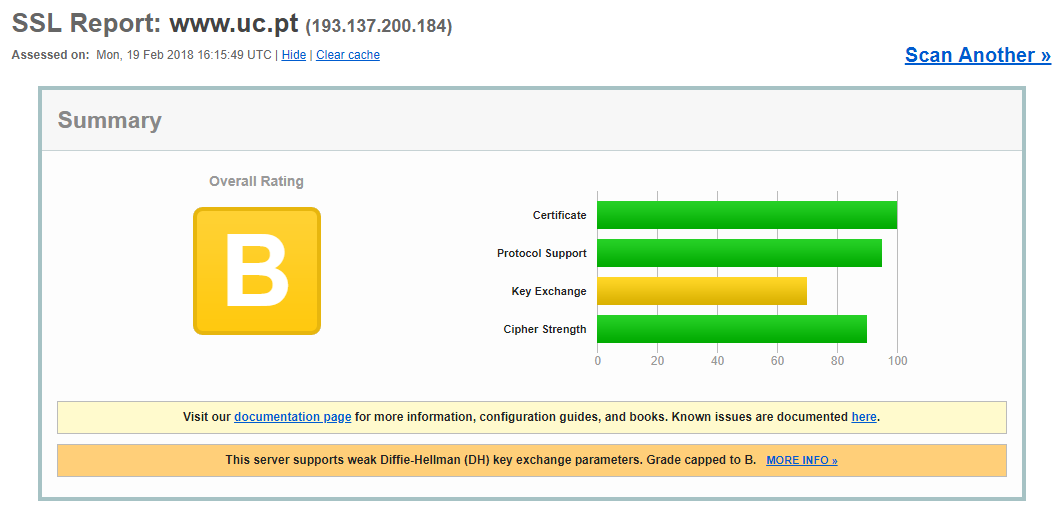 SSL Report: www.uc.pt (193.137.200.184)
Assessed on: Mon, 19 Feb 2018 16:15:49 UTC | Hide | Clear cache
Scan Another »
Summary
Overall Rating
B
Certificate
Protocol Support
Key Exchange
Cipher Strength
0 20 40 60 80 100
Visit our documentation page for more information, configuration guides, and books. Known issues are documented here.
This server supports weak Diffie-Hellman (DH) key exchange parameters. Grade capped to B. MORE INFO »